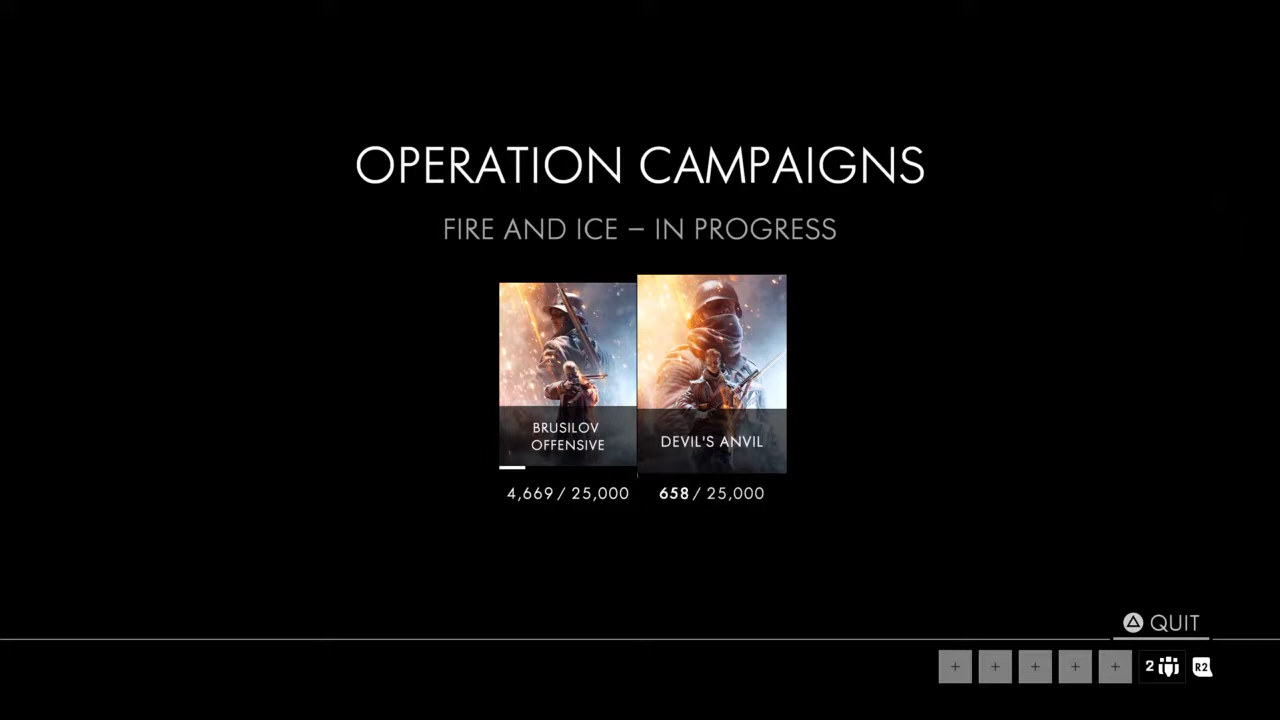 OPERATION CAMPAIGNS
FIRE AND ICE – IN PROGRESS
BRUSILOV
OFFENSIVE
DEVIL'S ANVIL
4,669 / 25,000
658 / 25,000
QUIT
+ + + + + 2 R2